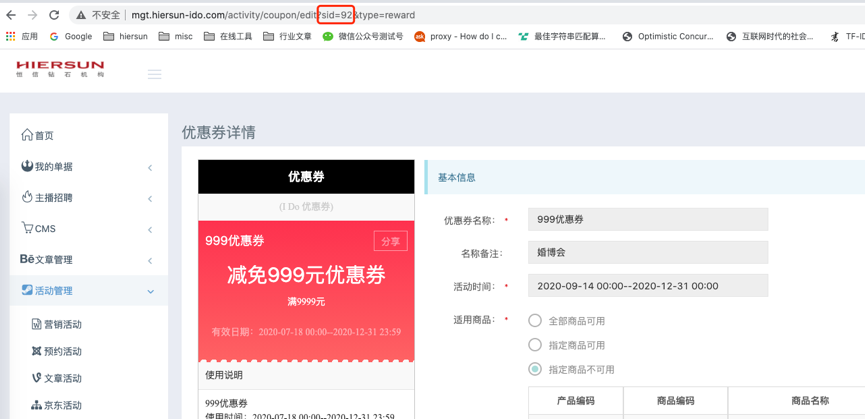 不安全 | mgt.hiersun-ido.com/activity/coupon/edit?sid=92&type=reward
应用 Google hiersun misc 在线工具 行业文章 微信公众号测试号 proxy - How do I c... 最佳字符串匹配算... Optimistic Concur... 互联网时代的社会... TF-ID
HIERSUN
恒信钻石机构
优惠券详情
首页
我的单据
主播招聘
CMS
文章管理
活动管理
营销活动
预约活动
文章活动
京东活动
优惠券
(I Do 优惠券)
999优惠券 分享
减免999元优惠券
满9999元
有效日期：2020-07-18 00:00--2020-12-31 23:59
使用说明
999优惠券
使用时间：2020-07-18 00:00--2020-12-31 23:59
基本信息
优惠券名称： * 999优惠券
名称备注： 婚博会
活动时间： * 2020-09-14 00:00--2020-12-31 00:00
适用商品： * 全部商品可用
指定商品可用
指定商品不可用
产品编码 商品编码 商品名称